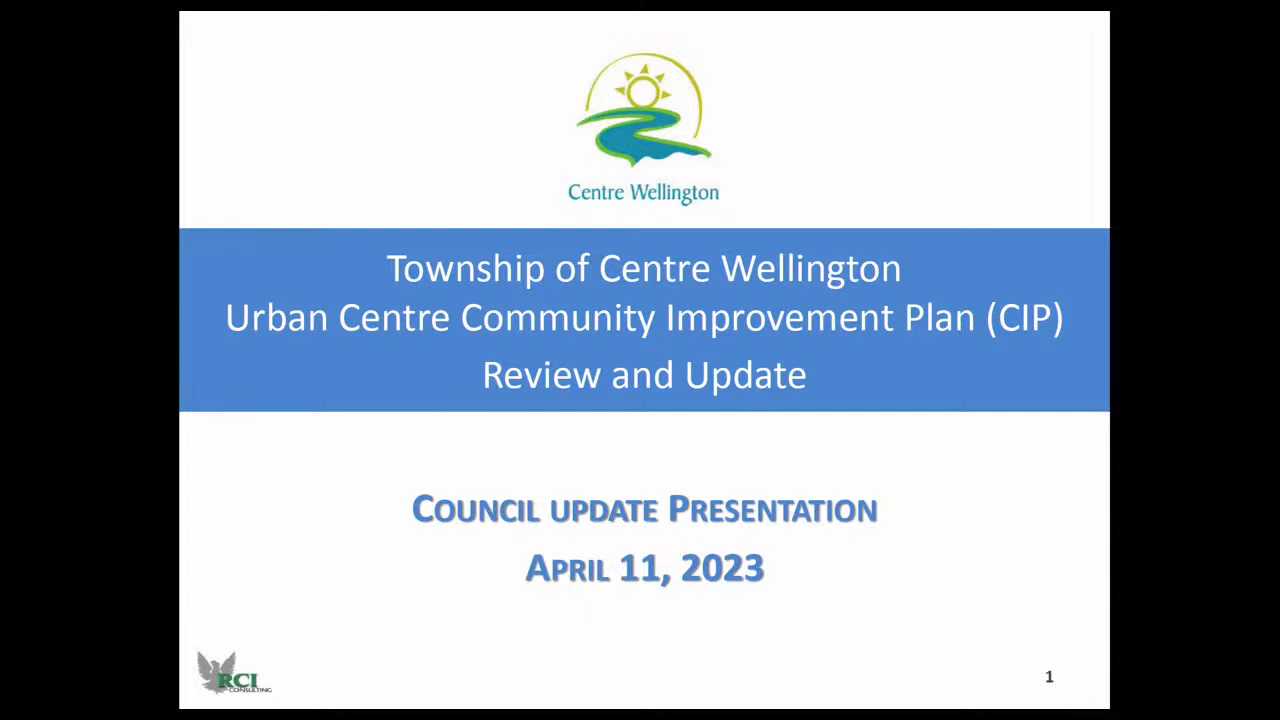 Centre Wellington
Township of Centre Wellington
Urban Centre Community Improvement Plan (CIP)
Review and Update
COUNCIL UPDATE PRESENTATION
APRIL 11, 2023
RCI
CONSULTING
1